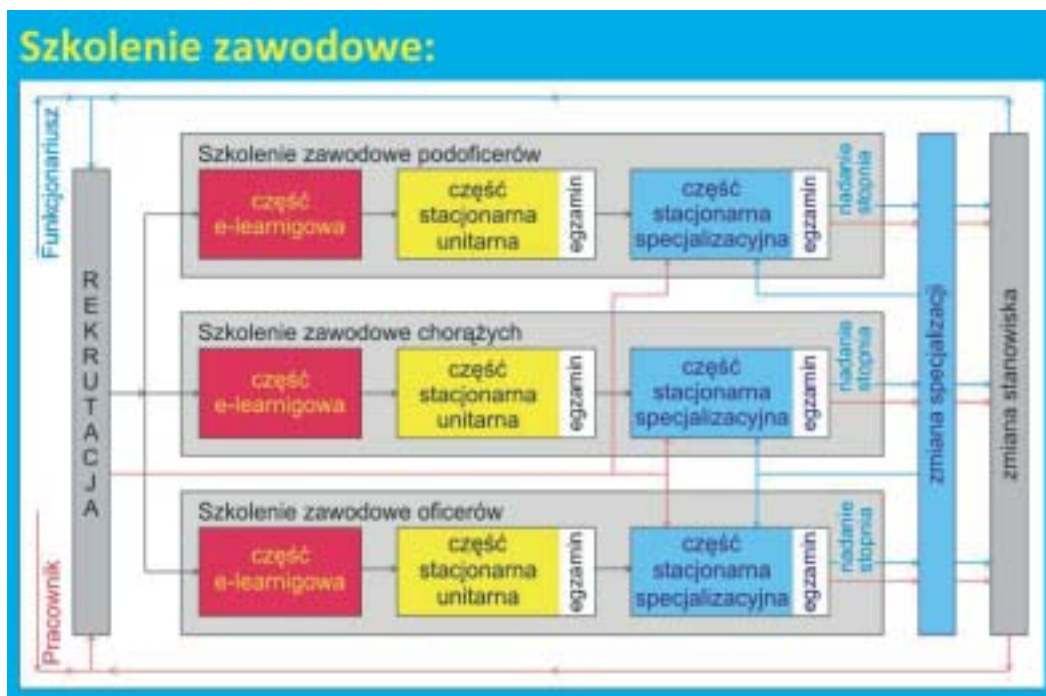 Szkolenie zawodowe:
Funkcjonariusz
REKRUTACJA
Pracownik
Szkolenie zawodowe podoficerów
część
e-learnigowa
część
stacjonarna
unitarna
egzamin
część
stacjonarna
specjalizacyjna
egzamin
nadanie
stopnia
Szkolenie zawodowe chorążych
część
e-learnigowa
część
stacjonarna
unitarna
egzamin
część
stacjonarna
specjalizacyjna
egzamin
nadanie
stopnia
Szkolenie zawodowe oficerów
część
e-learnigowa
część
stacjonarna
unitarna
egzamin
część
stacjonarna
specjalizacyjna
egzamin
nadanie
stopnia
zmiana specjalizacji
zmiana stanowiska